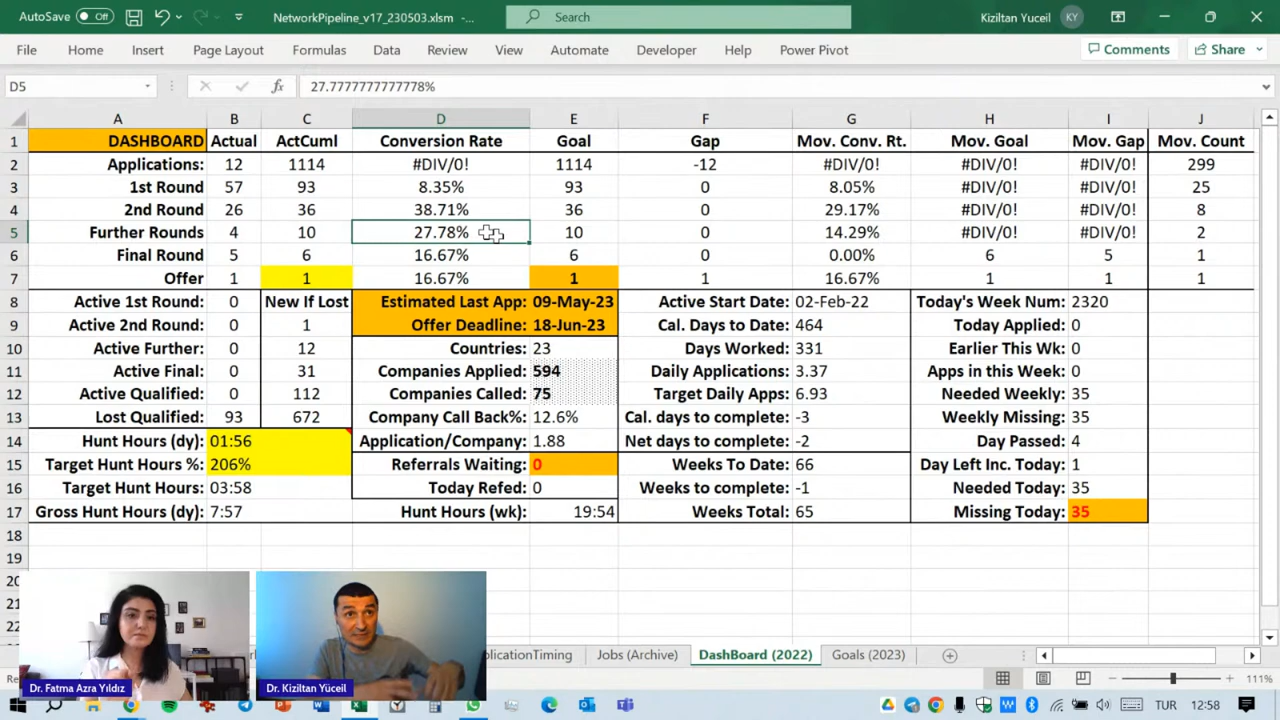 AutoSave Off NetworkPipeline_v17_230503.xlsm -... Search Kiziltan Yuceil KY
File Home Insert Page Layout Formulas Data Review View Automate Developer Help Power Pivot Comments Share
D5 fx 27.7777777777778%
A B C D E F G H I J
1 DASHBOARD Actual ActCuml Conversion Rate Goal Gap Mov. Conv. Rt. Mov. Goal Mov. Gap Mov. Count
2 Applications: 12 1114 #DIV/0! 1114 -12 #DIV/0! #DIV/0! #DIV/0! 299
3 1st Round 57 93 8.35% 93 0 8.05% #DIV/0! #DIV/0! 25
4 2nd Round 26 36 38.71% 36 0 29.17% #DIV/0! #DIV/0! 8
5 Further Rounds 4 10 27.78% 10 0 14.29% #DIV/0! #DIV/0! 2
6 Final Round 5 6 16.67% 6 0 0.00% 6 5 1
7 Offer 1 1 16.67% 1 1 16.67% 1 1 1
8 Active 1st Round: 0 New If Lost Estimated Last App: 09-May-23 Active Start Date: 02-Feb-22 Today's Week Num: 2320
9 Active 2nd Round: 0 1 Offer Deadline: 18-Jun-23 Cal. Days to Date: 464 Today Applied: 0
10 Active Further: 0 12 Countries: 23 Days Worked: 331 Earlier This Wk: 0
11 Active Final: 0 31 Companies Applied: 594 Daily Applications: 3.37 Apps in this Week: 0
12 Active Qualified: 0 112 Companies Called: 75 Target Daily Apps: 6.93 Needed Weekly: 35
13 Lost Qualified: 93 672 Company Call Back%: 12.6% Cal. days to complete: -3 Weekly Missing: 35
14 Hunt Hours (dy): 01:56 Application/Company: 1.88 Net days to complete: -2 Day Passed: 4
15 Target Hunt Hours %: 206% Referrals Waiting: 0 Weeks To Date: 66 Day Left Inc. Today: 1
16 Target Hunt Hours: 03:58 Today Refed: 0 Weeks to complete: -1 Needed Today: 35
17 Gross Hunt Hours (dy): 7:57 Hunt Hours (wk): 19:54 Weeks Total: 65 Missing Today: 35
18
19
20
21
22
Dr. Fatma Azra Yıldız Dr. Kiziltan Yüceil
plicationTiming Jobs (Archive) DashBoard (2022) Goals (2023)
111%
TUR 12:58